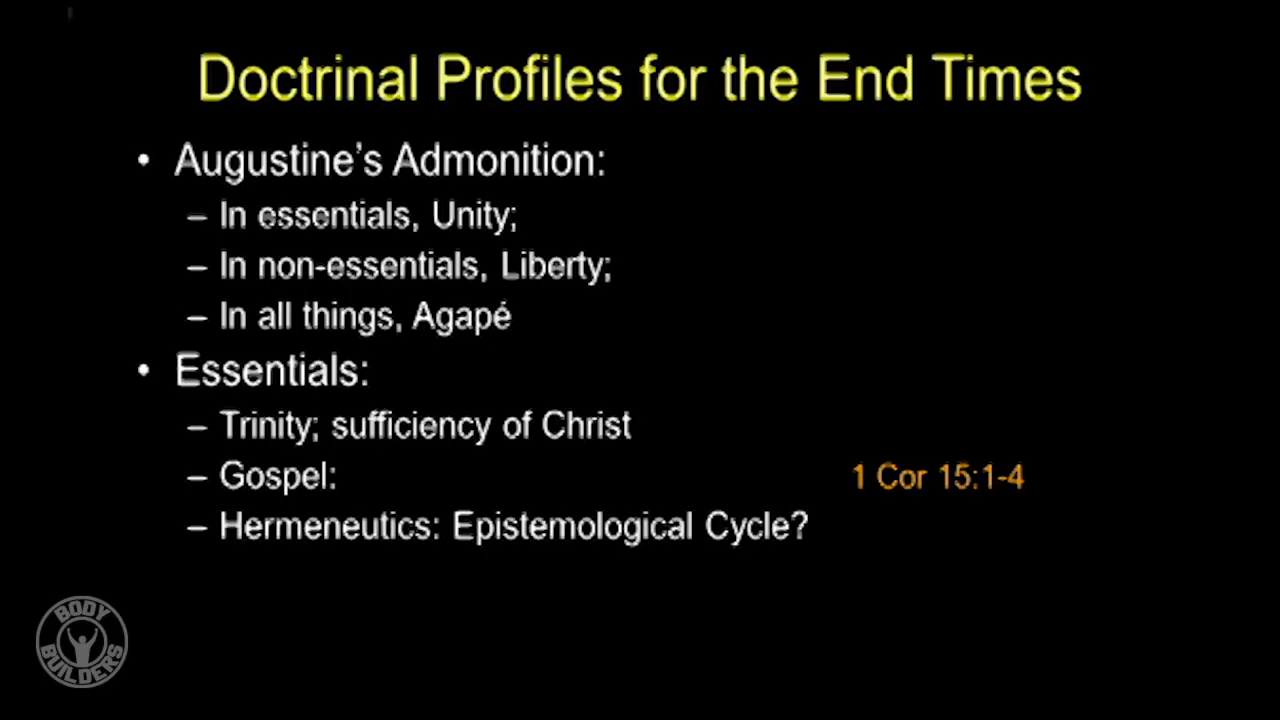 Doctrinal Profiles for the End Times
• Augustine's Admonition:
– In essentials, Unity;
– In non-essentials, Liberty;
– In all things, Agapé
• Essentials:
– Trinity; sufficiency of Christ
– Gospel: 1 Cor 15:1-4
– Hermeneutics: Epistemological Cycle?
BODY
BUILDERS